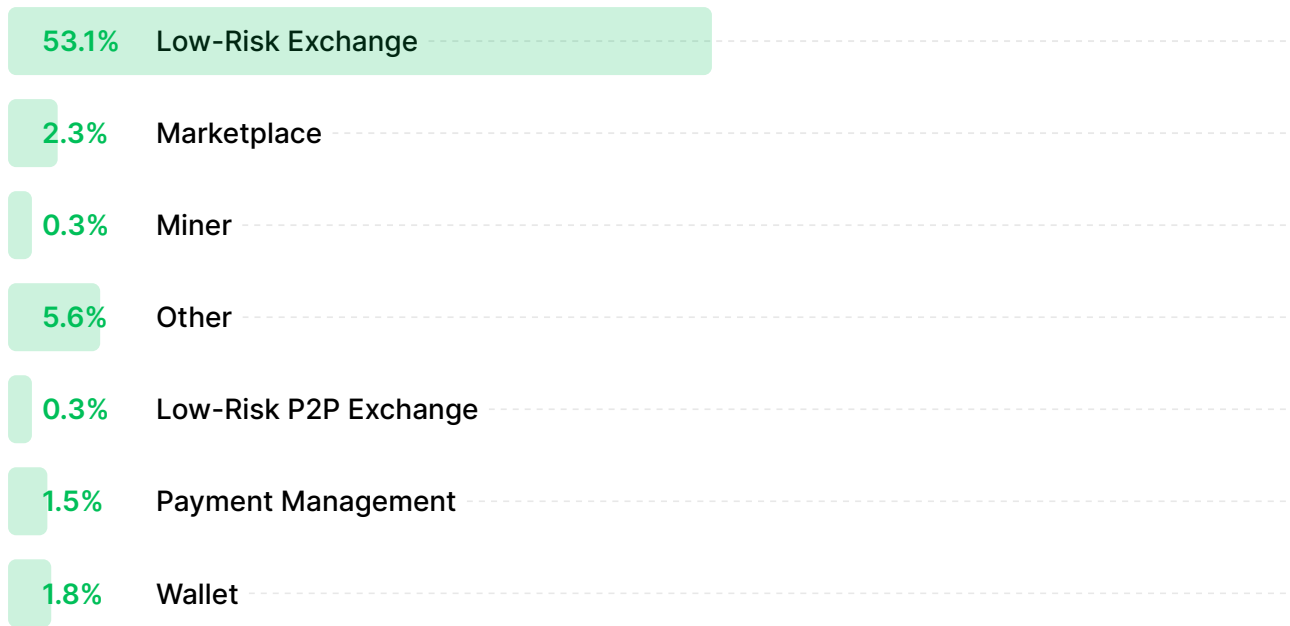 53.1% Low-Risk Exchange
2.3% Marketplace
0.3% Miner
5.6% Other
0.3% Low-Risk P2P Exchange
1.5% Payment Management
1.8% Wallet